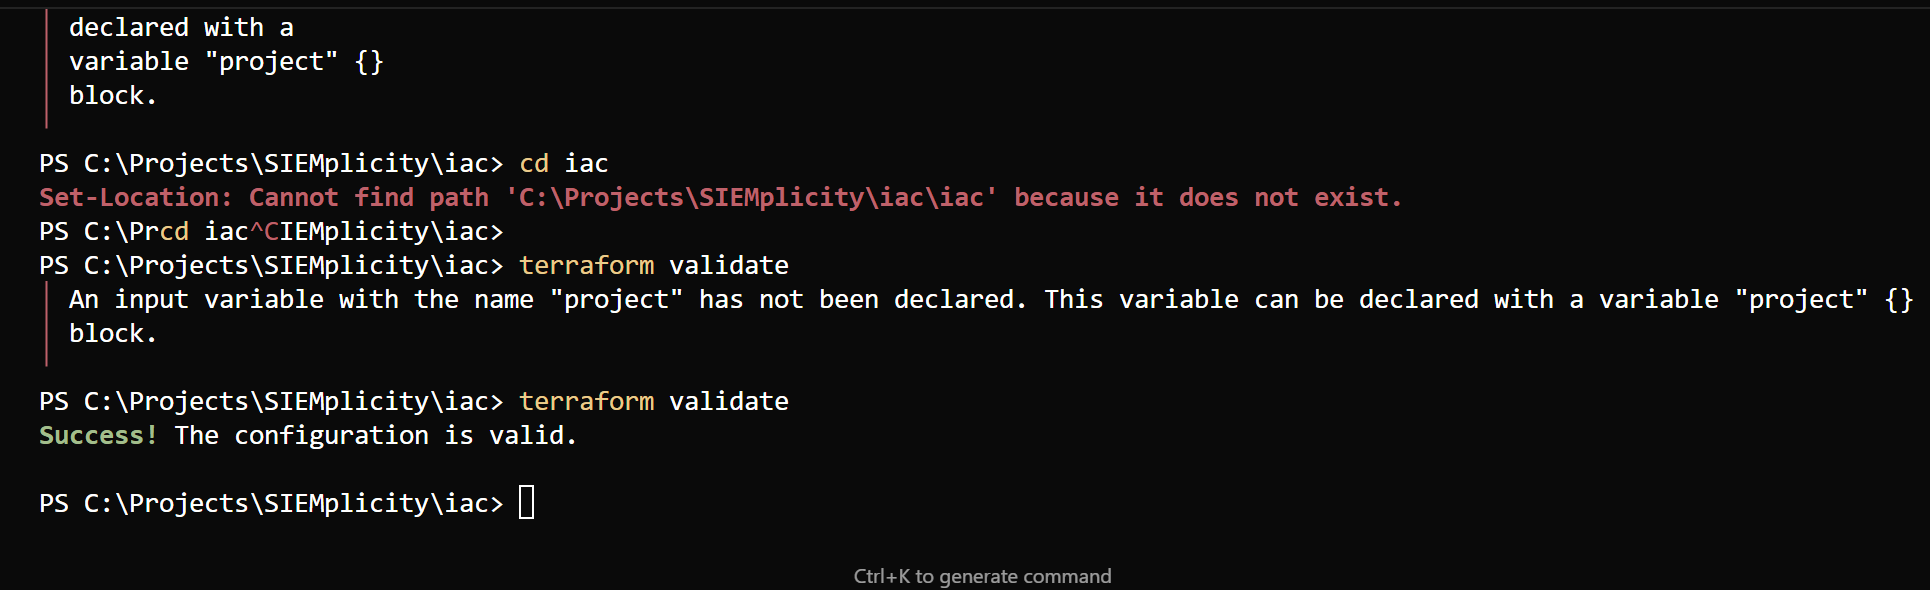 declared with a
variable "project" {}
block.
PS C:\Projects\SIEMplicity\iac> cd iac
Set-Location: Cannot find path 'C:\Projects\SIEMplicity\iac\iac' because it does not exist.
PS C:\Prcd iac^CIEMplicity\iac>
PS C:\Projects\SIEMplicity\iac> terraform validate
An input variable with the name "project" has not been declared. This variable can be declared with a variable "project" {}
block.
PS C:\Projects\SIEMplicity\iac> terraform validate
Success! The configuration is valid.
PS C:\Projects\SIEMplicity\iac>
Ctrl+K to generate command